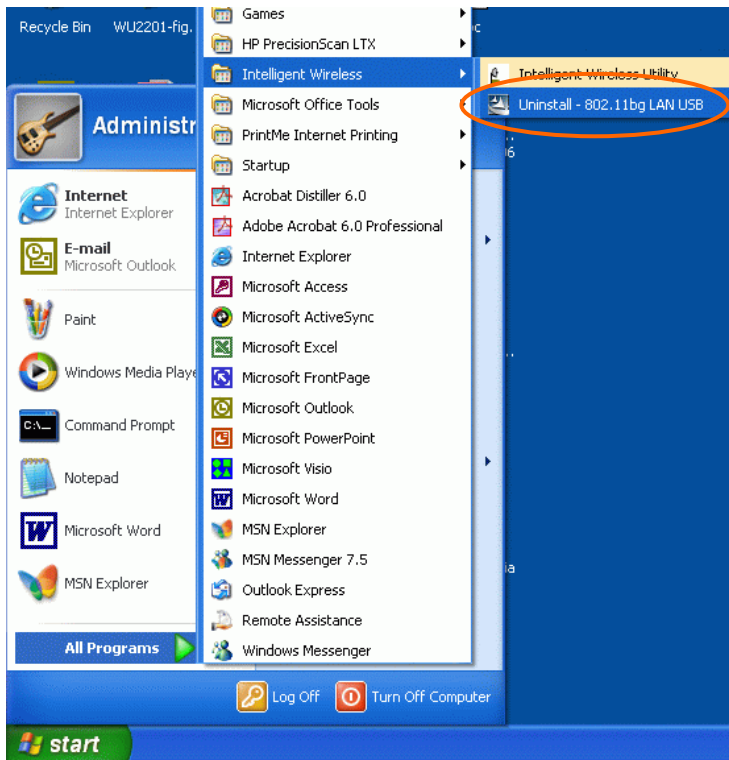 Recycle Bin
WU2201-fig.
Administr
Internet
Internet Explorer
E-mail
Microsoft Outlook
Paint
Windows Media Playe
C:\_
Command Prompt
Notepad
Microsoft Word
MSN Explorer
All Programs
Games
HP PrecisionScan LTX
Intelligent Wireless
Microsoft Office Tools
PrintMe Internet Printing
Startup
Acrobat Distiller 6.0
Adobe Acrobat 6.0 Professional
Internet Explorer
Microsoft Access
Microsoft ActiveSync
Microsoft Excel
Microsoft FrontPage
Microsoft Outlook
Microsoft PowerPoint
Microsoft Visio
Microsoft Word
MSN Explorer
MSN Messenger 7.5
Outlook Express
Remote Assistance
Windows Messenger
Intelligent Wireless Utility
Uninstall - 802.11bg LAN USB
Log Off
Turn Off Computer
start